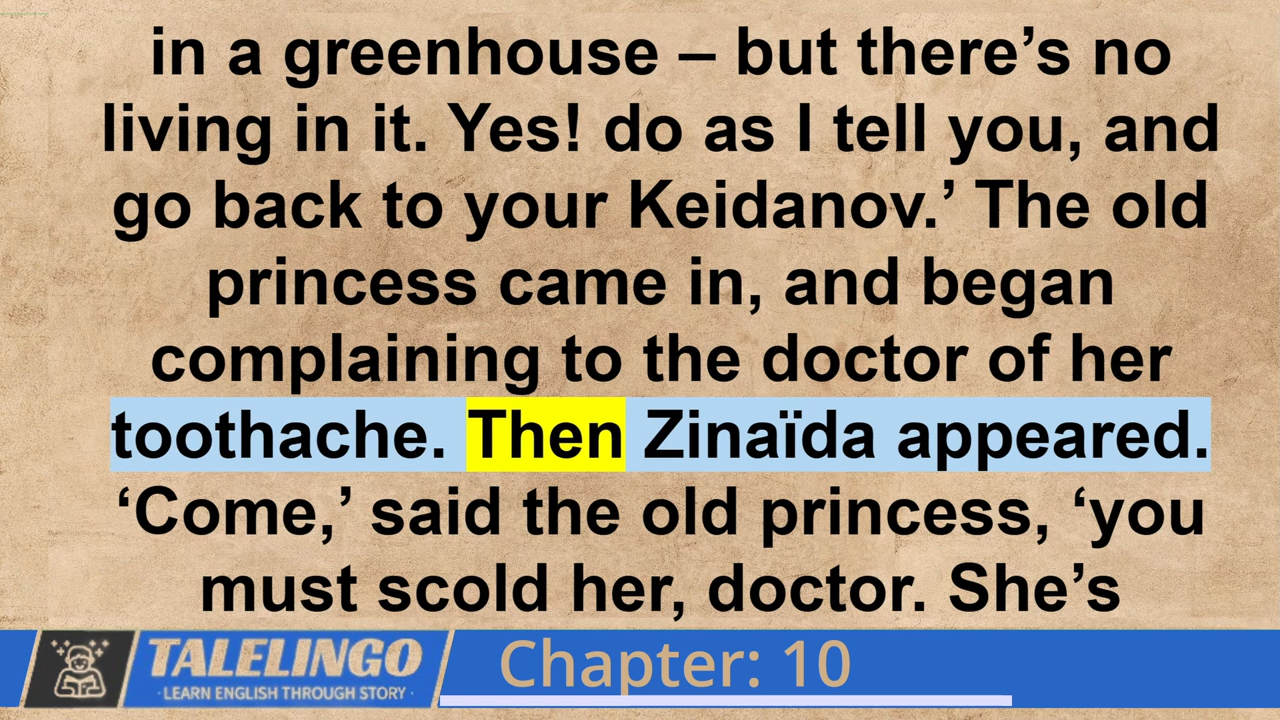 in a greenhouse – but there’s no
living in it. Yes! do as I tell you, and
go back to your Keidanov.’ The old
princess came in, and began
complaining to the doctor of her
toothache. Then Zinaïda appeared.
‘Come,’ said the old princess, ‘you
must scold her, doctor. She’s
TALELINGO
· LEARN ENGLISH THROUGH STORY ·
Chapter: 10